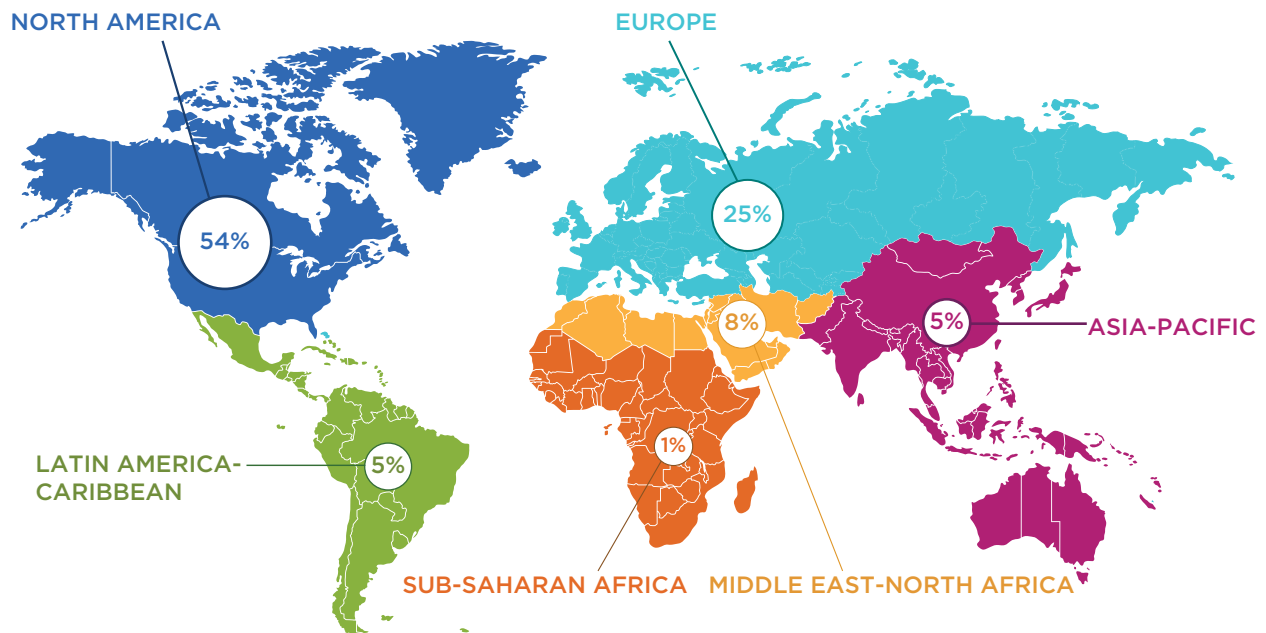 NORTH AMERICA
EUROPE
54%
25%
8%
5%
ASIA-PACIFIC
LATIN AMERICA-
CARIBBEAN
5%
1%
SUB-SAHARAN AFRICA
MIDDLE EAST-NORTH AFRICA